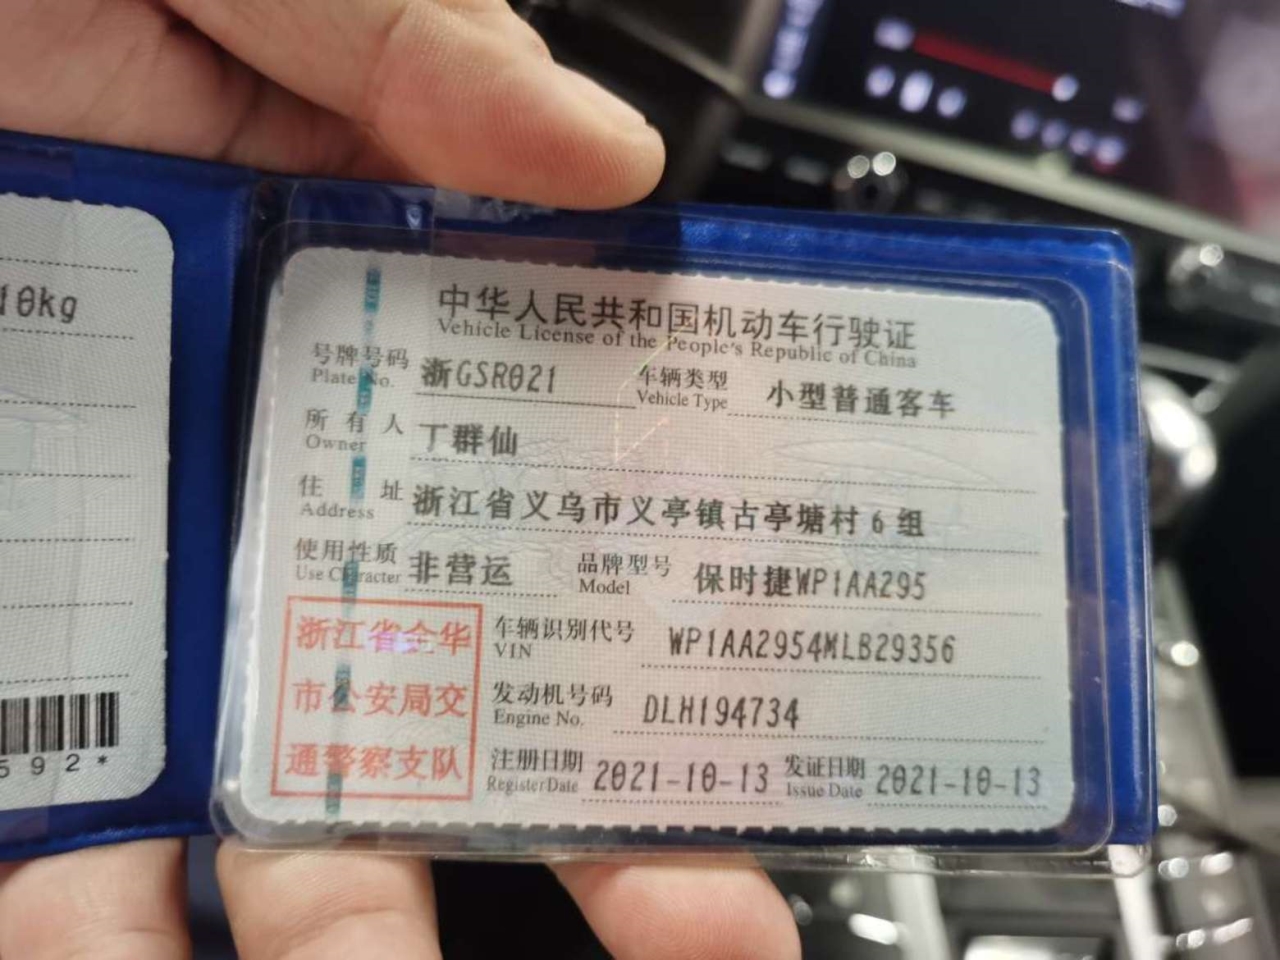 10kg
592*
中华人民共和国机动车行驶证
Vehicle License of the People's Republic of China
号牌号码 浙GSR021 车辆类型 小型普通客车
Plate No. Vehicle Type
所有人 丁群仙
Owner
住址 浙江省义乌市义亭镇古亭塘村6组
Address
使用性质 非营运 品牌型号 保时捷WP1AA295
Use Character Model
浙江省金华
市公安局交
通警察支队
车辆识别代号 WP1AA2954MLB29356
VIN
发动机号码 DLH194734
Engine No.
注册日期 2021-10-13 发证日期 2021-10-13
Register Date Issue Date